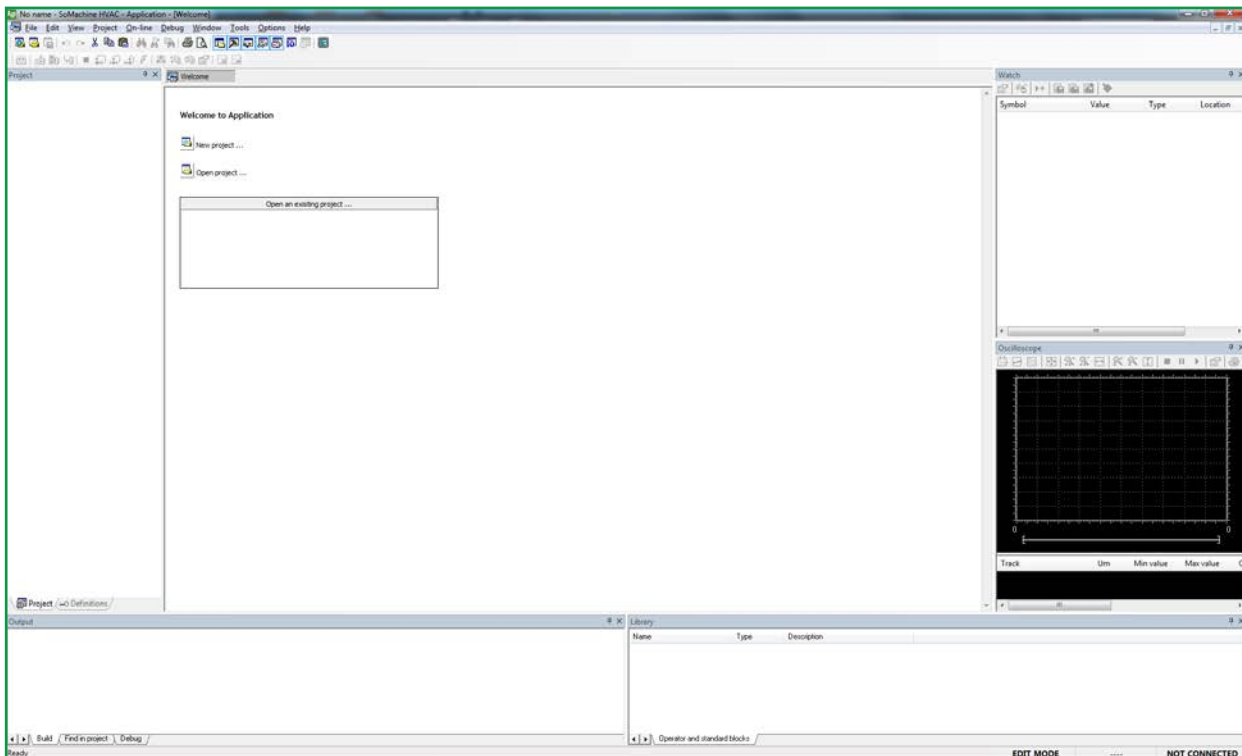 No name - SoMachine HVAC - Application - [Welcome]
File Edit View Project On-line Debug Window Tools Options Help
Project
Welcome
Welcome to Application
New project ...
Open project ...
Open an existing project ...
Project Definitions
Watch
Symbol Value Type Location
Oscilloscope
0 0
Track Um Min value Max value
Output
Build Find in project Debug
Library
Name Type Description
Operator and standard blocks
Ready
EDIT MODE ---- NOT CONNECTED